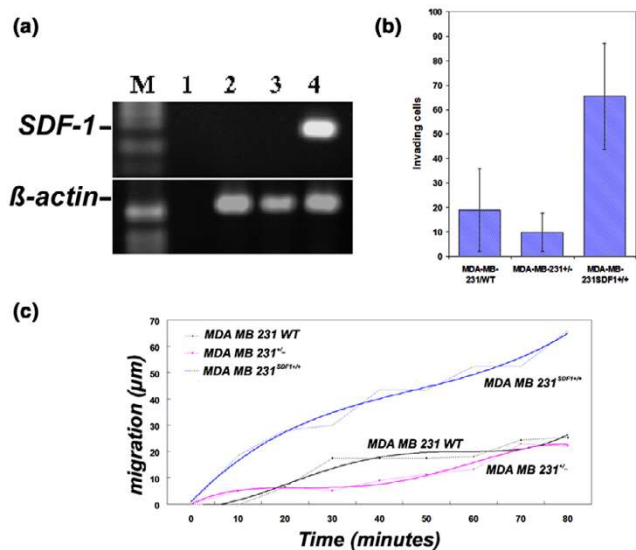 (a)
M 1 2 3 4
SDF-1
ß-actin
(b)
100
90
80
70
60
50
40
30
20
10
0
Invading cells
MDA-MB-231/WT
MDA-MB-231+/-
MDA-MB-231SDF1+/+
(c)
70
60
50
40
30
20
10
0
migration (µm)
MDA MB 231 WT
MDA MB 231+/-
MDA MB 231SDF1+/+
MDA MB 231SDF1+/+
MDA MB 231 WT
MDA MB 231+/-
0 10 20 30 40 50 60 70 80
Time (minutes)